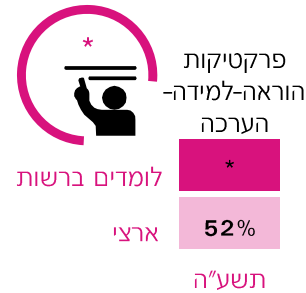 *
פרקטיקות
הוראה-למידה-
הערכה
לומדים ברשות *
ארצי 52%
תשע"ה